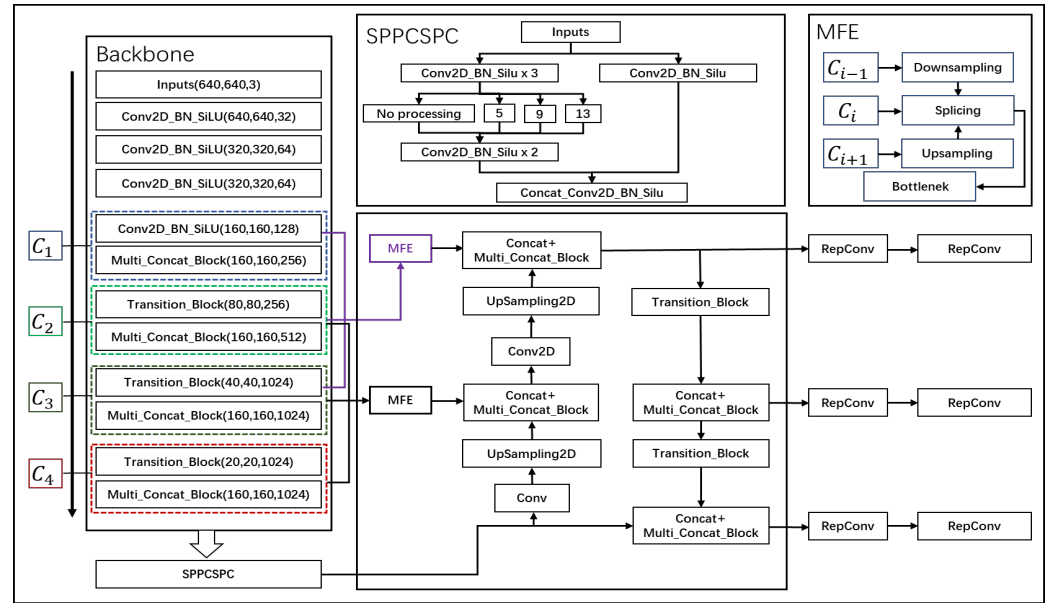 Backbone
Inputs(640,640,3)
Conv2D_BN_SiLU(640,640,32)
Conv2D_BN_SiLU(320,320,64)
Conv2D_BN_SiLU(320,320,64)
C1
Conv2D_BN_SiLU(160,160,128)
Multi_Concat_Block(160,160,256)
C2
Transition_Block(80,80,256)
Multi_Concat_Block(160,160,512)
C3
Transition_Block(40,40,1024)
Multi_Concat_Block(160,160,1024)
C4
Transition_Block(20,20,1024)
Multi_Concat_Block(160,160,1024)
SPPCSPC
SPPCSPC
Inputs
Conv2D_BN_Silu x 3
Conv2D_BN_Silu
No processing
5
9
13
Conv2D_BN_Silu x 2
Concat_Conv2D_BN_Silu
MFE
Ci−1
Downsampling
Ci
Splicing
Ci+1
Upsampling
Bottlenek
MFE
Concat+
Multi_Concat_Block
UpSampling2D
Conv2D
MFE
Concat+
Multi_Concat_Block
UpSampling2D
Conv
Transition_Block
Concat+
Multi_Concat_Block
Transition_Block
Concat+
Multi_Concat_Block
RepConv
RepConv
RepConv
RepConv
RepConv
RepConv